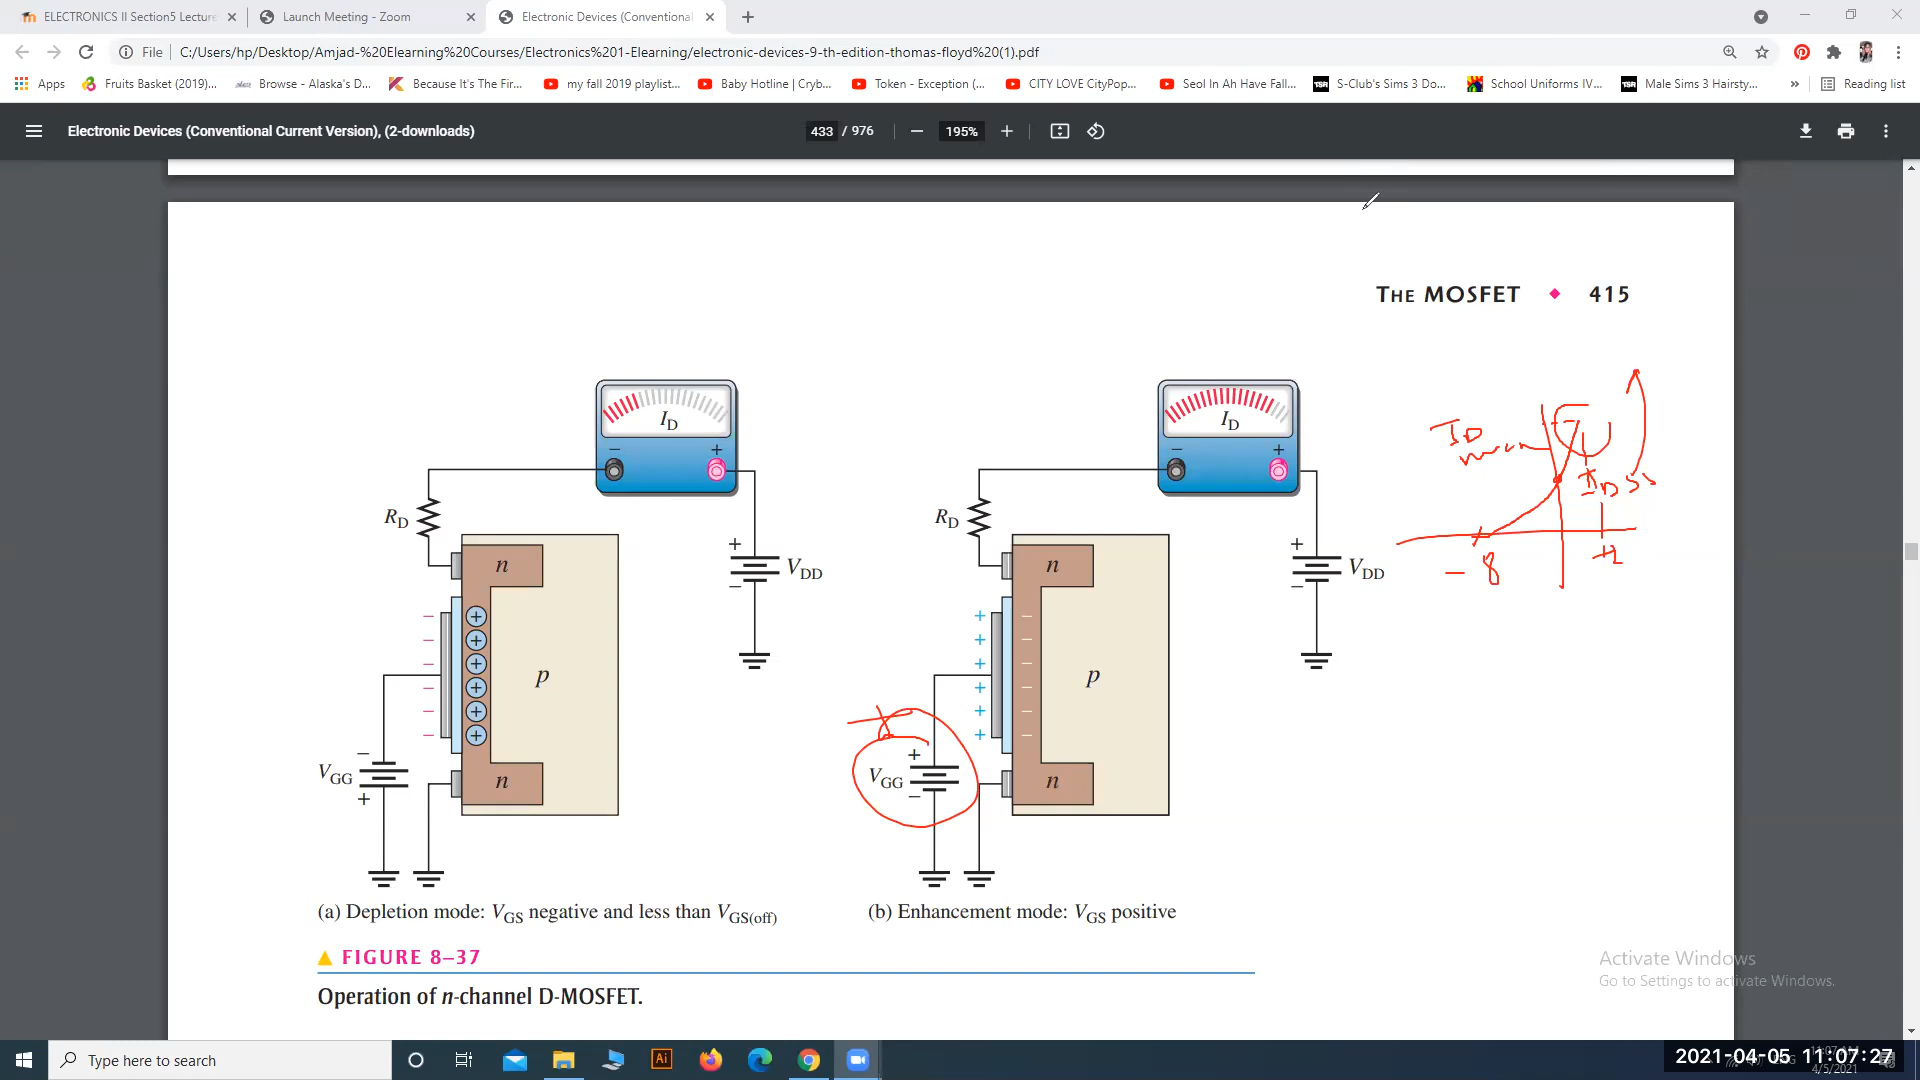 ELECTRONICS II Section5 Lecture
Launch Meeting - Zoom
Electronic Devices (Conventional
File
C:/Users/hp/Desktop/Amjad-%20Elearning%20Courses/Electronics%201-Elearning/electronic-devices-9-th-edition-thomas-floyd%20(1).pdf
Apps
Fruits Basket (2019)...
Browse - Alaska's D...
Because It's The Fir...
my fall 2019 playlist...
Baby Hotline | Cryb...
Token - Exception (...
CITY LOVE CityPop...
Seol In Ah Have Fall...
S-Club's Sims 3 Do...
School Uniforms IV...
Male Sims 3 Hairsty...
»
Reading list
Electronic Devices (Conventional Current Version), (2-downloads)
433 / 976
195%
THE MOSFET ◆ 415
ID
− +
RD
n
+
−
VDD
p
−
VGG
+
n
ID
− +
RD
n
+
−
VDD
p
+
VGG
−
n
ID
IDSS
− 8
+2
(a) Depletion mode: VGS negative and less than VGS(off)
(b) Enhancement mode: VGS positive
▲ FIGURE 8–37
Operation of n-channel D-MOSFET.
Activate Windows
Go to Settings to activate Windows.
Type here to search
Ai
2021-04-05 11:07:27
4/5/2021